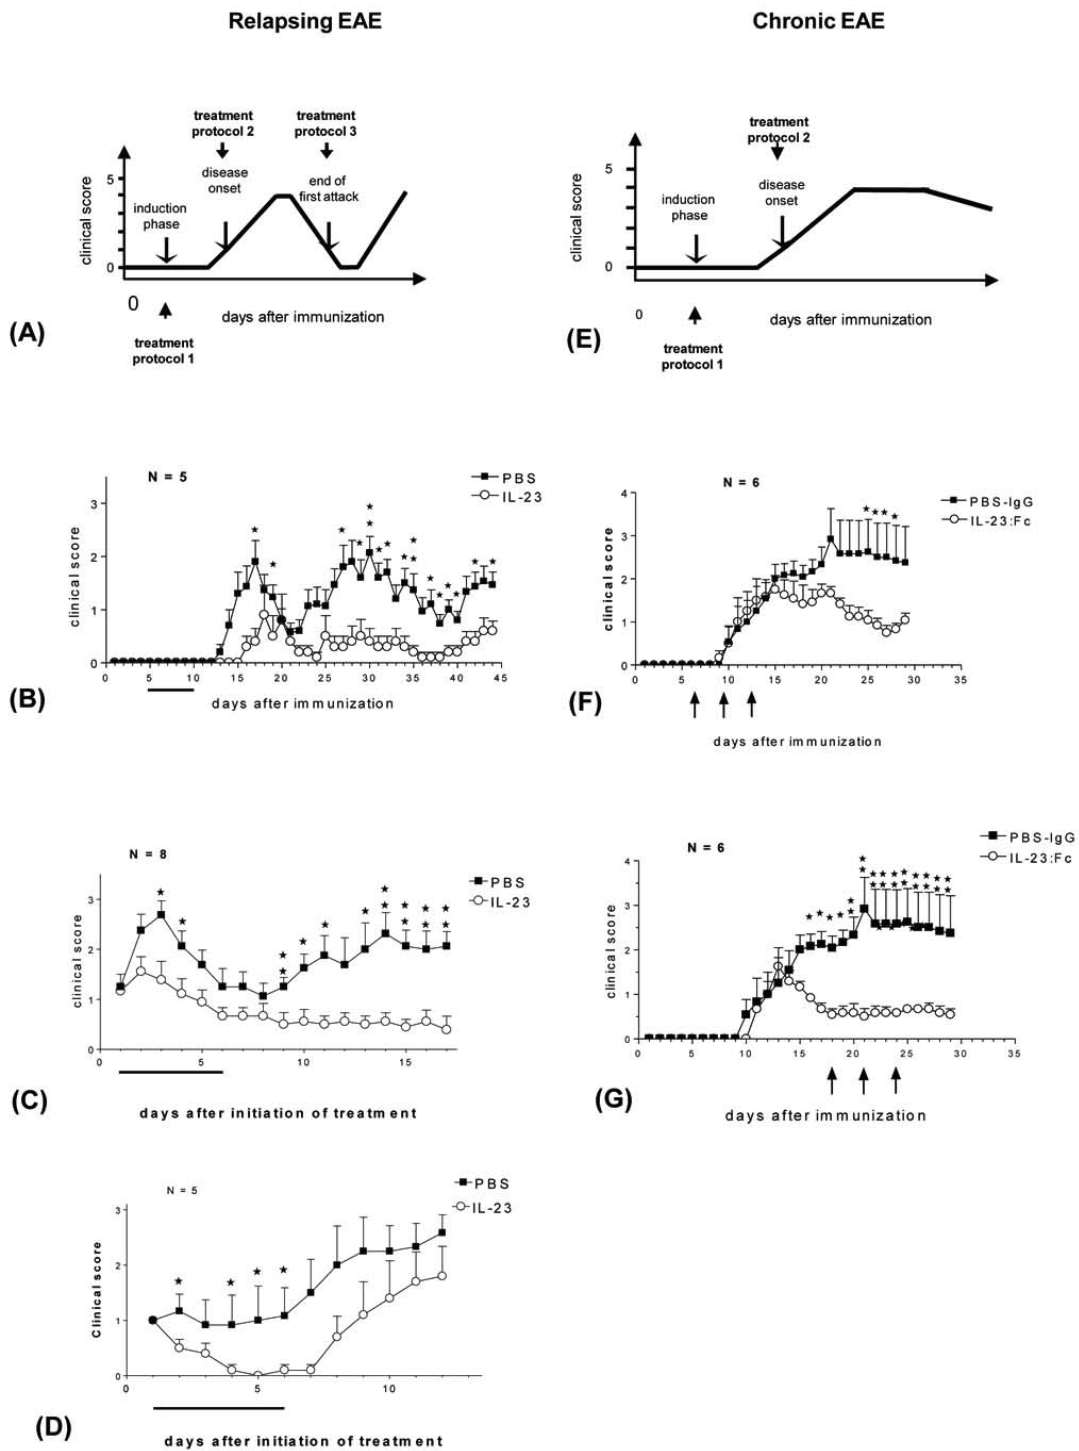 Relapsing EAE
Chronic EAE
treatment
protocol 2
treatment
protocol 3
clinical score
5
0
induction
phase
disease
onset
end of
first attack
0
days after immunization
(A)
treatment
protocol 1
treatment
protocol 2
clinical score
5
0
induction
phase
disease
onset
0
days after immunization
(E)
treatment
protocol 1
N = 5
PBS
IL-23
clinical score
3
2
1
0
0 5 10 15 20 25 30 35 40 45
(B)
days after immunization
N = 6
PBS-IgG
IL-23:Fc
clinical score
4
3
2
1
0
0 5 10 15 20 25 30 35
(F)
days after immunization
N = 8
PBS
IL-23
clinical score
3
2
1
0
0 5 10 15
(C)
days after initiation of treatment
N = 6
PBS-IgG
IL-23:Fc
clinical score
4
3
2
1
0
0 5 10 15 20 25 30 35
(G)
days after immunization
N = 5
PBS
IL-23
Clinical score
3
2
1
0
0 5 10
(D)
days after initiation of treatment